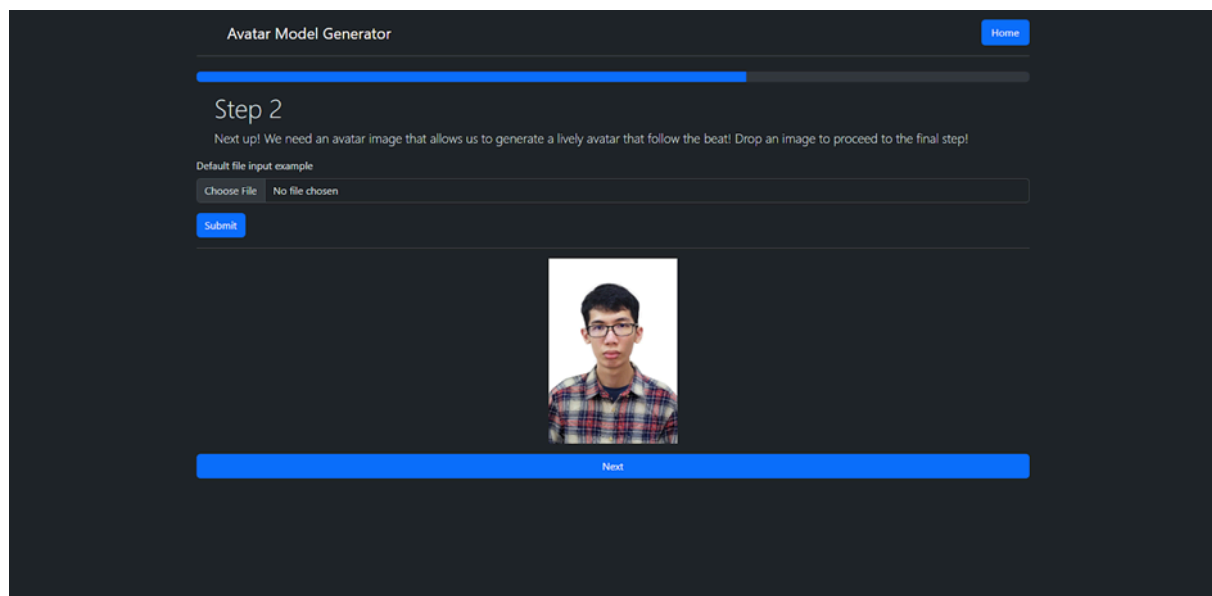 Avatar Model Generator
Home
Step 2
Next up! We need an avatar image that allows us to generate a lively avatar that follow the beat! Drop an image to proceed to the final step!
Default file input example
Choose File No file chosen
Submit
Next